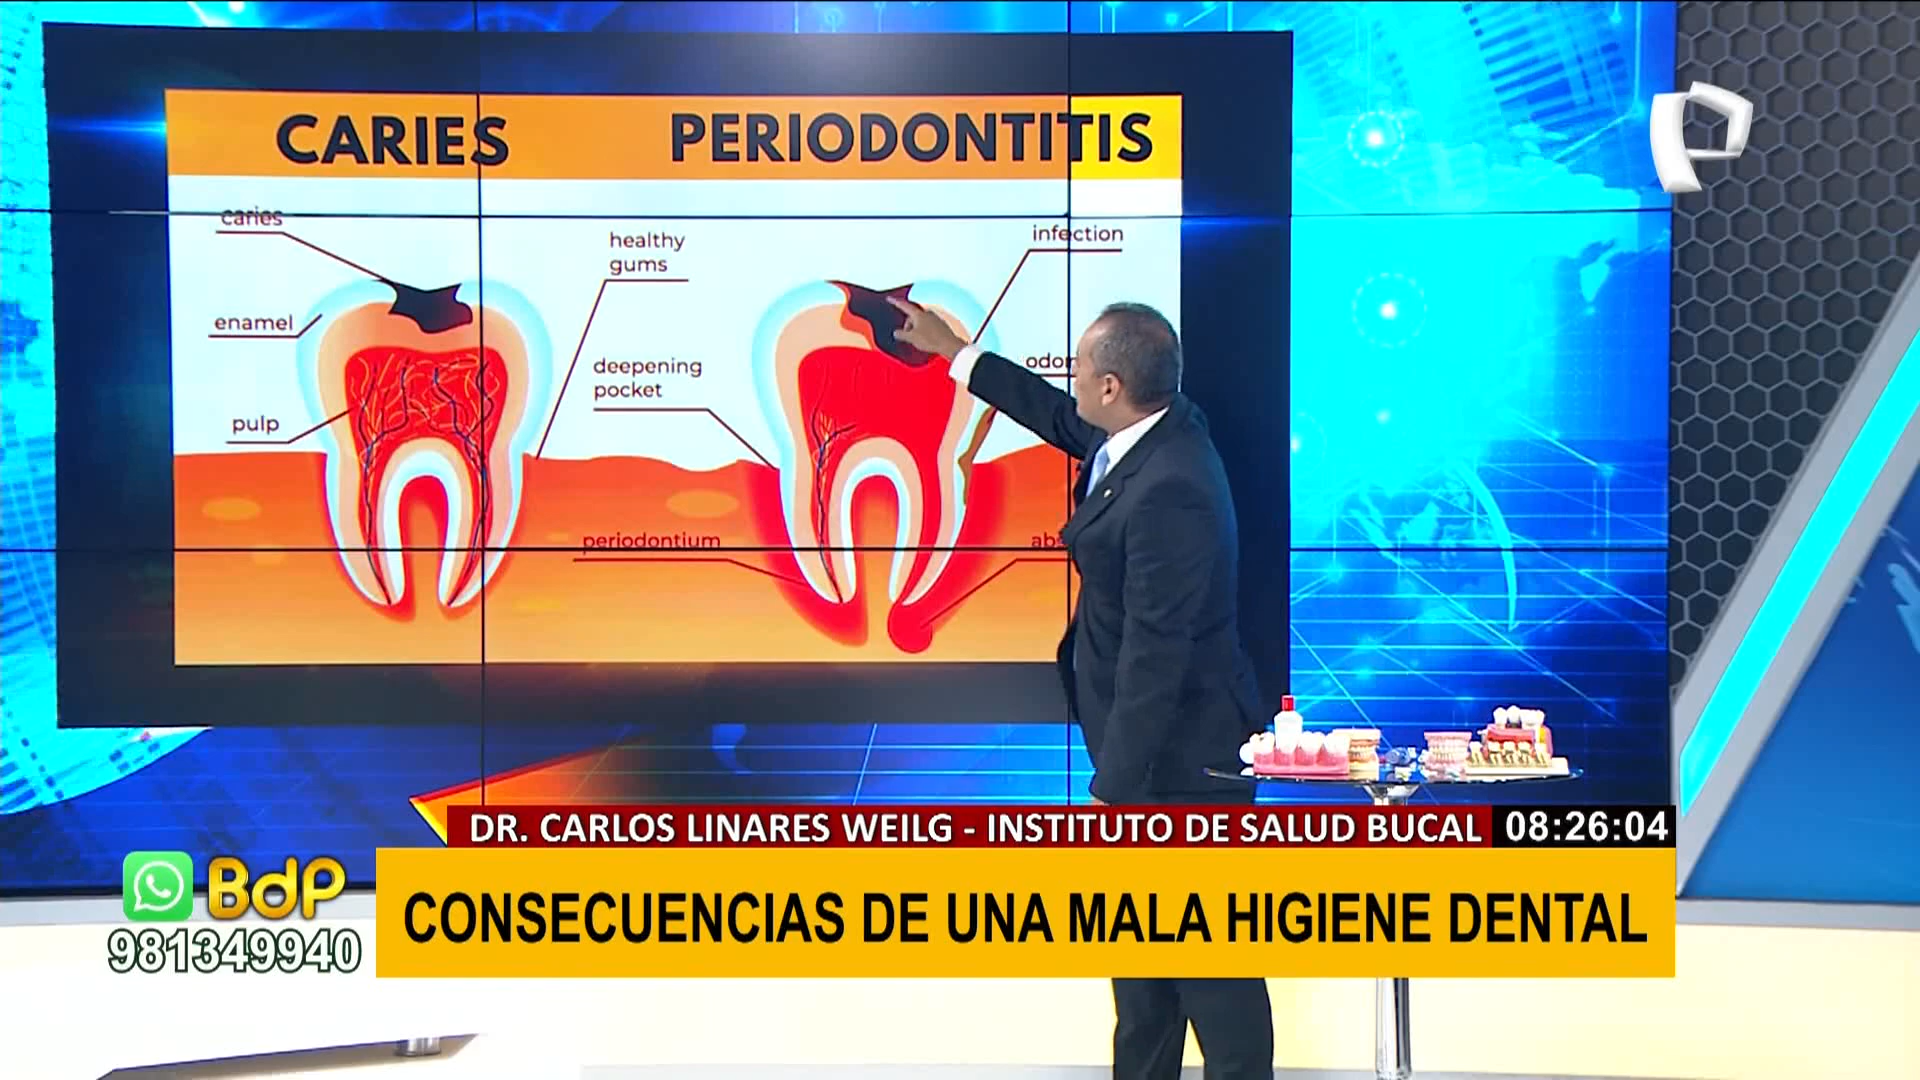 CARIES
PERIODONTITIS
caries
healthy
gums
infection
enamel
deepening
pocket
pulp
periodontium
DR. CARLOS LINARES WEILG - INSTITUTO DE SALUD BUCAL
08:26:04
BdP
981349940
CONSECUENCIAS DE UNA MALA HIGIENE DENTAL